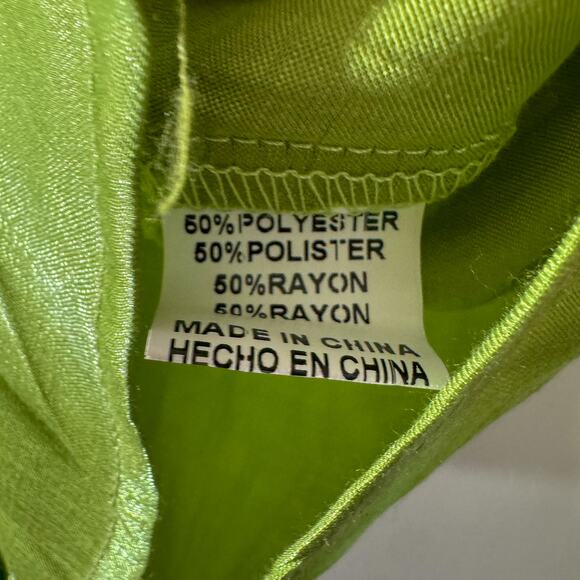 50%POLYESTER
50%POLISTER
50%RAYON
50%RAYON
MADE IN CHINA
HECHO EN CHINA